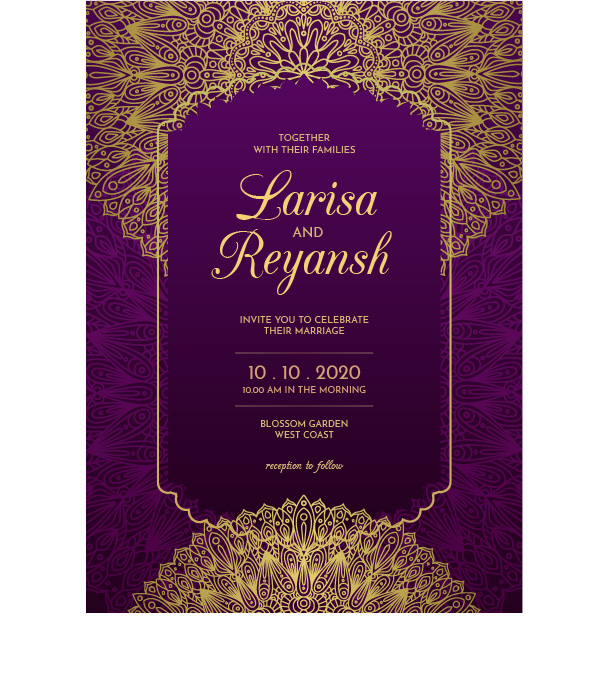 TOGETHER
WITH THEIR FAMILIES
Larisa
AND
Reyansh
INVITE YOU TO CELEBRATE
THEIR MARRIAGE
10 . 10 . 2020
10.00 AM IN THE MORNING
BLOSSOM GARDEN
WEST COAST
reception to follow